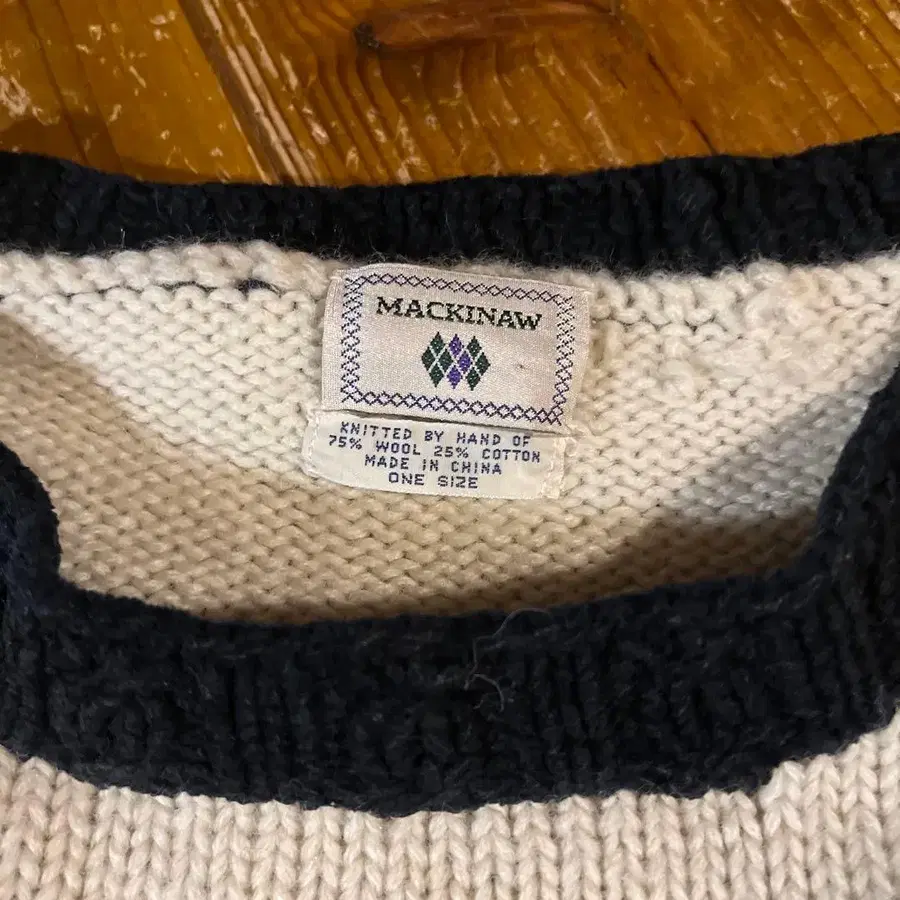 MACKINAW
KNITTED BY HAND OF
75% WOOL 25% COTTON
MADE IN CHINA
ONE SIZE